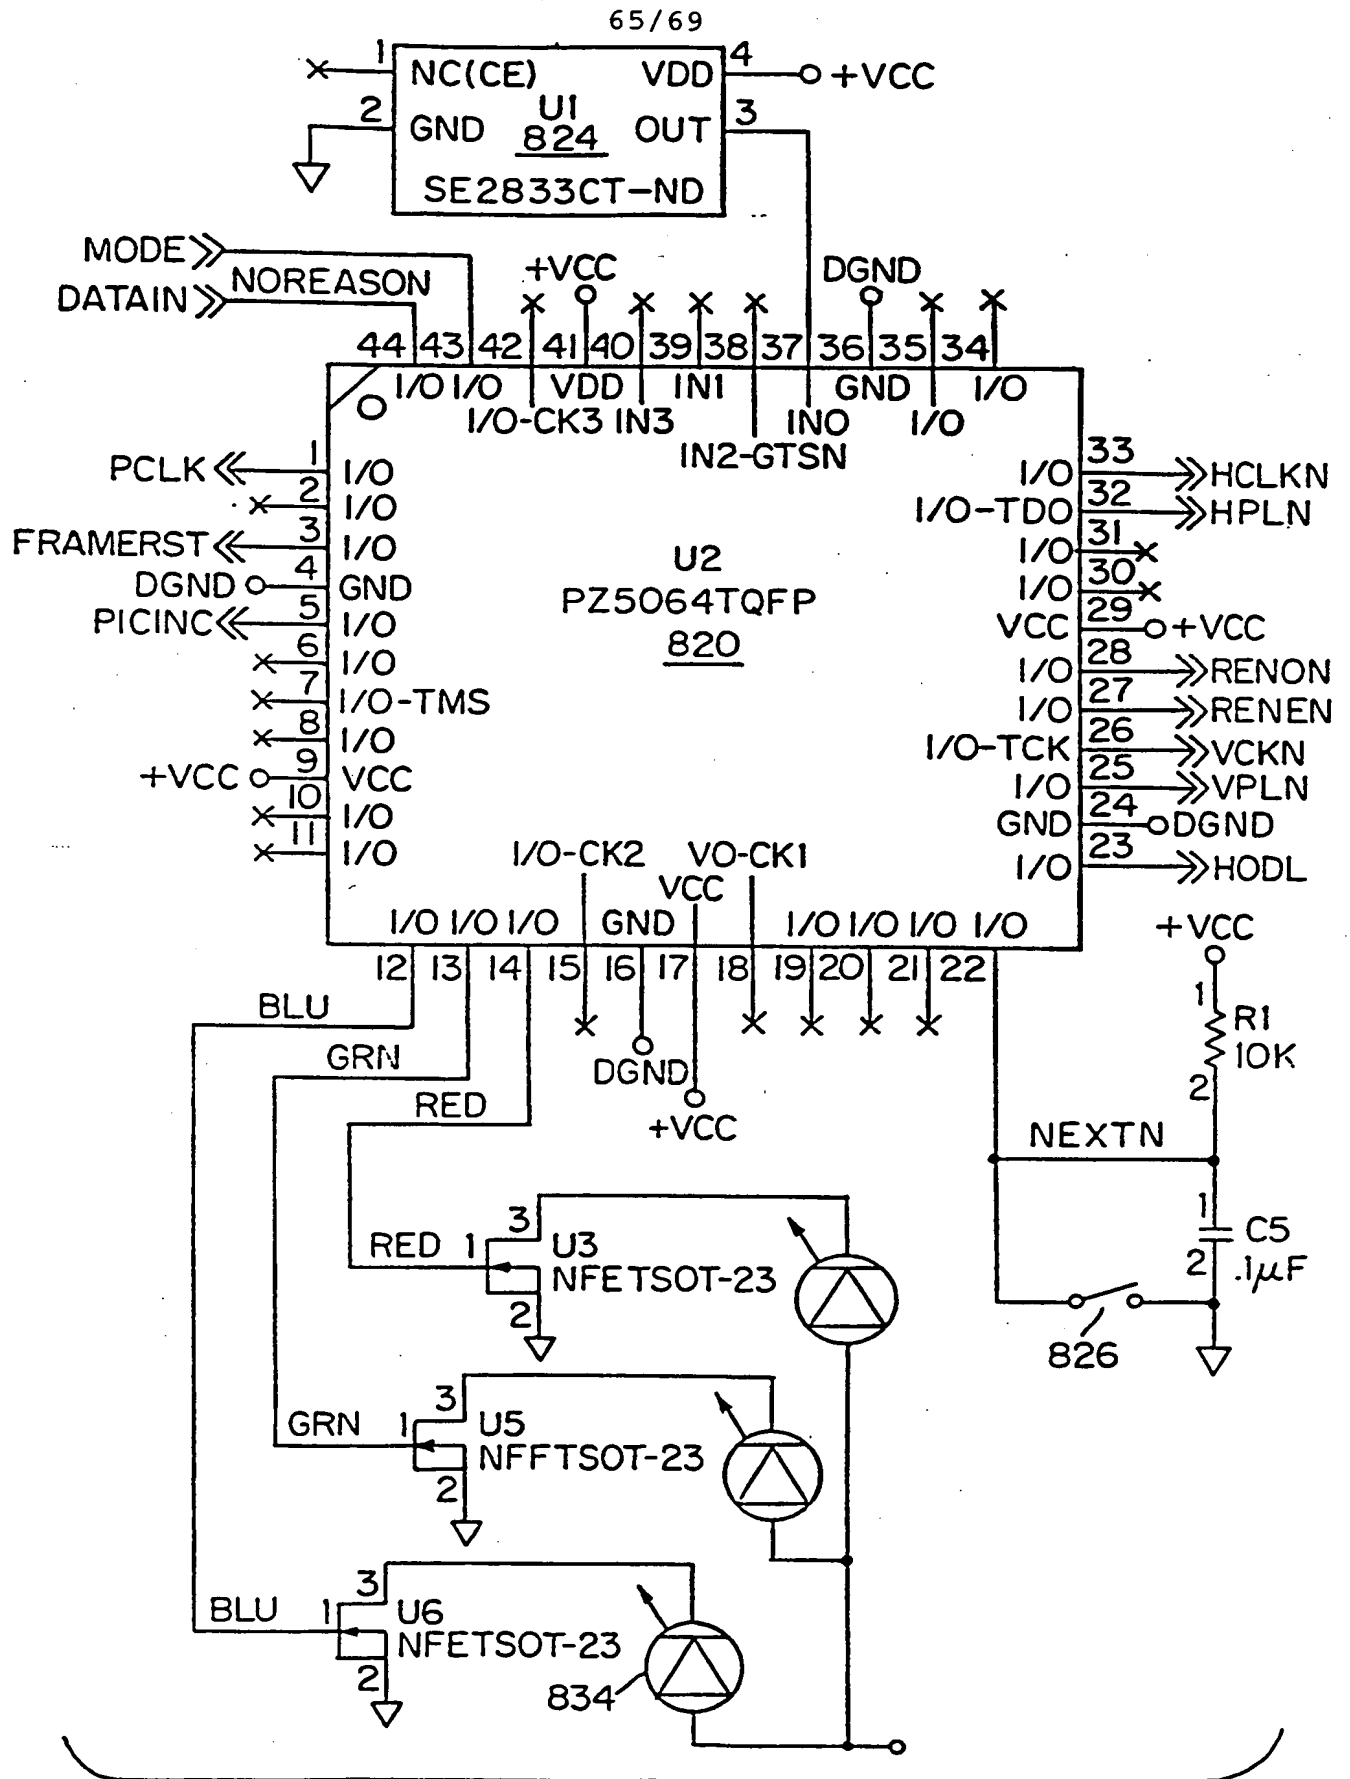 65/69
1 NC(CE) VDD 4 +VCC
2 GND U1 OUT 3
824
SE2833CT-ND
MODE
NOREASON
DATAIN
+VCC DGND
44 43 42 41 40 39 38 37 36 35 34
I/O I/O VDD IN1 GND I/O
I/O-CK3 IN3 IN0 I/O
IN2-GTSN
PCLK 1 I/O
2 I/O
FRAMERST 3 I/O
DGND 4 GND
PICINC 5 I/O
6 I/O
7 I/O-TMS
8 I/O
+VCC 9 VCC
10 I/O
11 I/O
U2
PZ5064TQFP
820
I/O 33 HCLKN
I/O-TDO 32 HPLN
I/O 31
I/O 30
VCC 29 +VCC
I/O 28 RENON
I/O 27 RENEN
I/O-TCK 26 VCKN
I/O 25 VPLN
GND 24 DGND
I/O 23 HODL
I/O-CK2 VO-CK1
VCC
I/O I/O I/O GND I/O I/O I/O I/O
12 13 14 15 16 17 18 19 20 21 22
BLU
GRN
RED
DGND
+VCC
+VCC
1
R1
10K
2
NEXTN
1
C5
.1µF
2
826
RED 1 3 U3
NFETSOT-23
2
GRN 1 3 U5
NFFTSOT-23
2
BLU 1 3 U6
NFETSOT-23
2
834